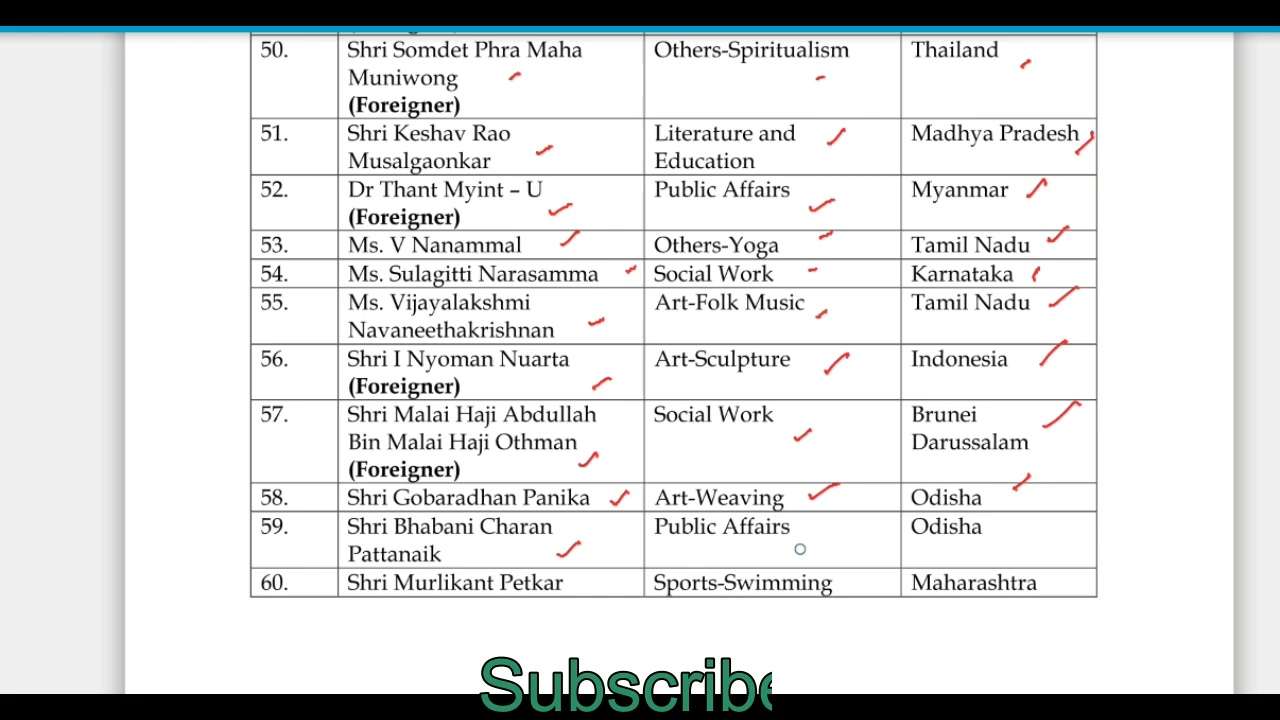 50. Shri Somdet Phra Maha Others-Spiritualism Thailand
Muniwong
(Foreigner)
51. Shri Keshav Rao Literature and Madhya Pradesh
Musalgaonkar Education
52. Dr Thant Myint – U Public Affairs Myanmar
(Foreigner)
53. Ms. V Nanammal Others-Yoga Tamil Nadu
54. Ms. Sulagitti Narasamma Social Work Karnataka
55. Ms. Vijayalakshmi Art-Folk Music Tamil Nadu
Navaneethakrishnan
56. Shri I Nyoman Nuarta Art-Sculpture Indonesia
(Foreigner)
57. Shri Malai Haji Abdullah Social Work Brunei
Bin Malai Haji Othman Darussalam
(Foreigner)
58. Shri Gobaradhan Panika Art-Weaving Odisha
59. Shri Bhabani Charan Public Affairs Odisha
Pattanaik
60. Shri Murlikant Petkar Sports-Swimming Maharashtra
Subscribe